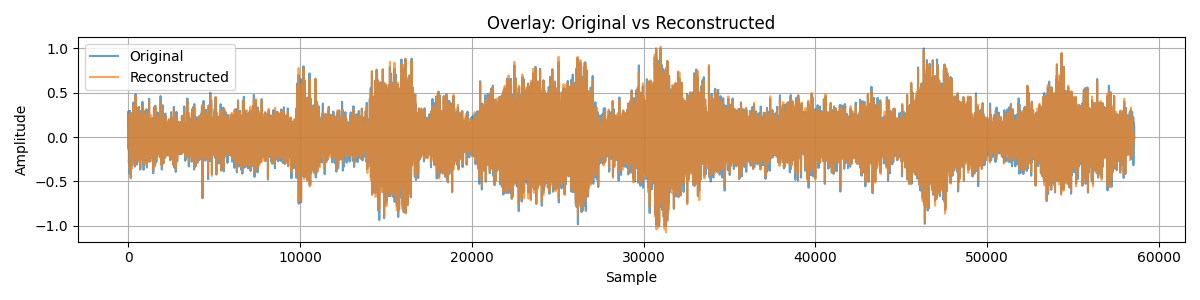 Overlay: Original vs Reconstructed
Original
Reconstructed
Amplitude
1.0
0.5
0.0
−0.5
−1.0
0 10000 20000 30000 40000 50000 60000
Sample